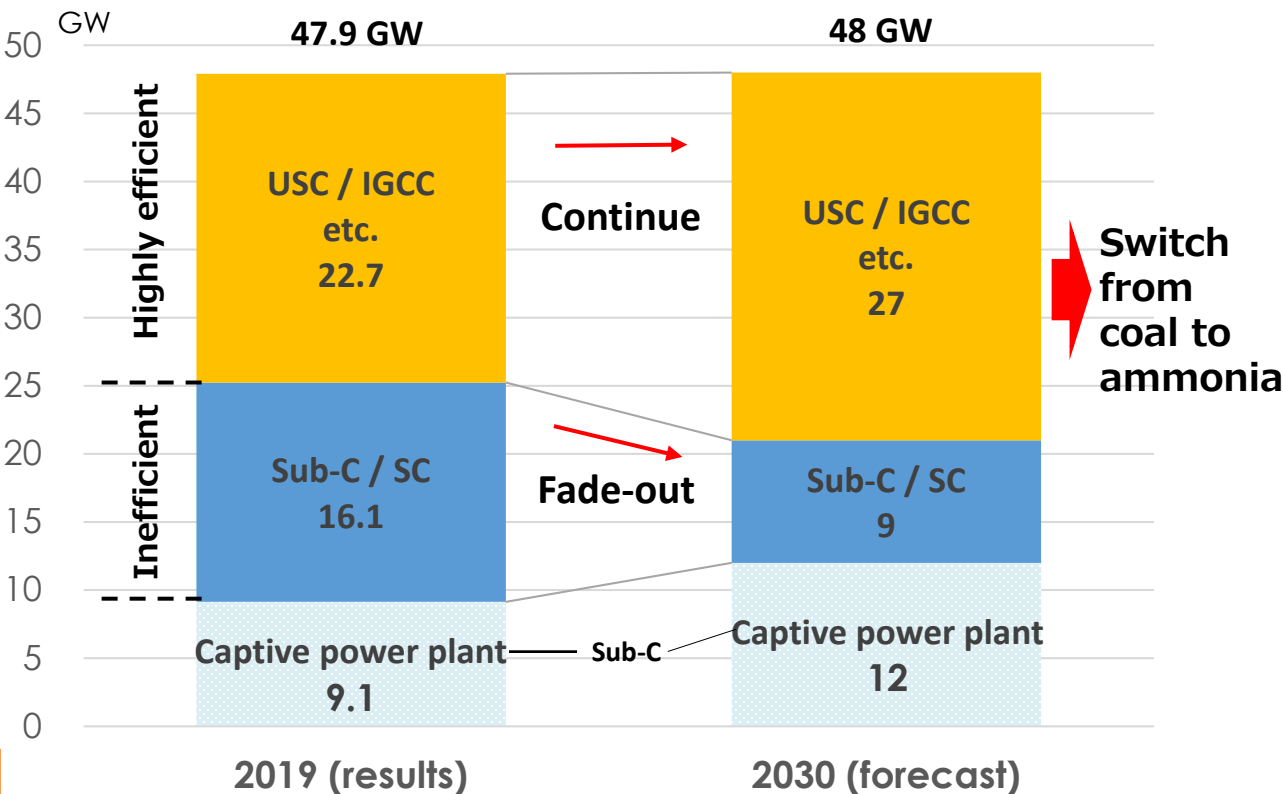 GW
47.9 GW
48 GW
50
45
40
35
30
25
20
15
10
5
0
Highly efficient
Inefficient
USC / IGCC
etc.
22.7
Sub-C / SC
16.1
Captive power plant
9.1
Continue
Fade-out
Sub-C
USC / IGCC
etc.
27
Sub-C / SC
9
Captive power plant
12
Switch
from
coal to
ammonia
2019 (results)
2030 (forecast)